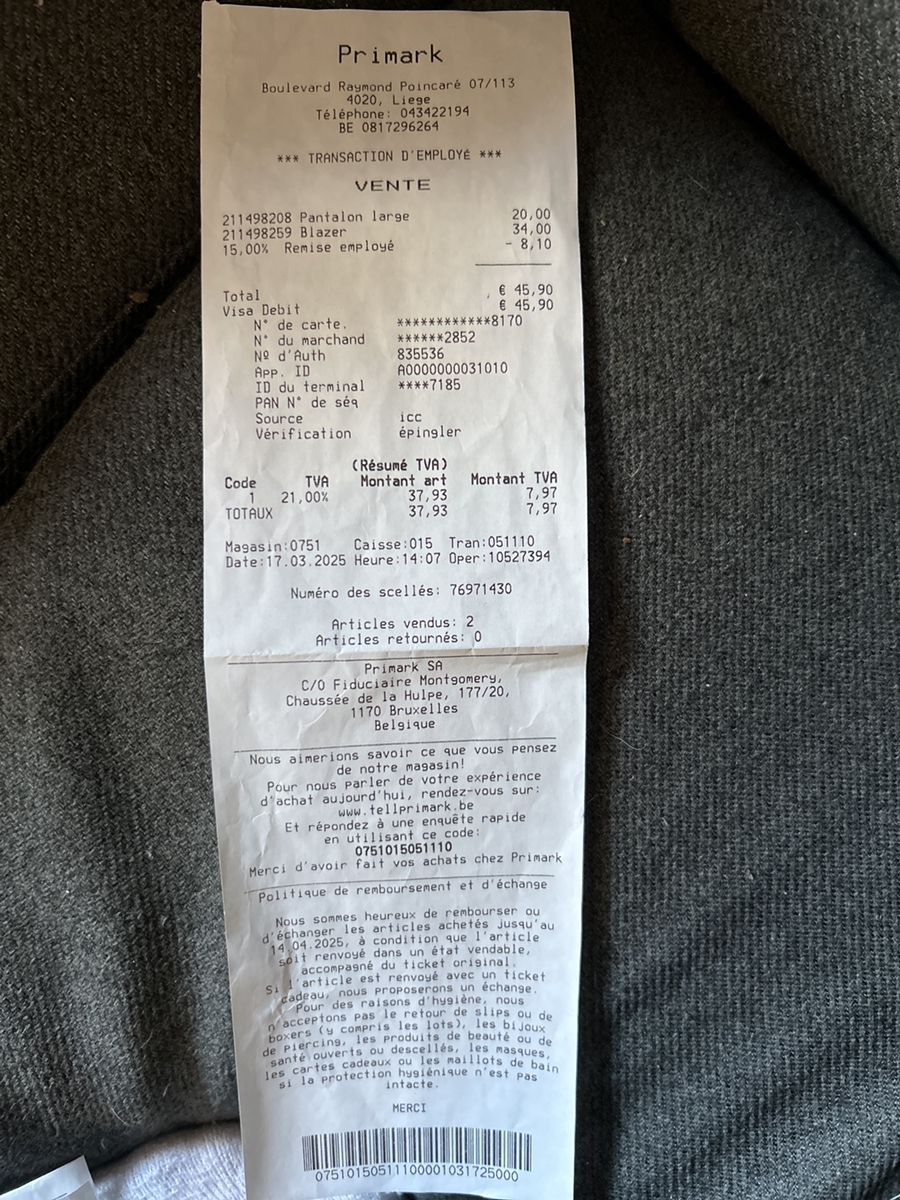 Primark
Boulevard Raymond Poincaré 07/113
4020, Liege
Téléphone: 043422194
BE 0817296264
*** TRANSACTION D'EMPLOYÉ ***
VENTE
211498208 Pantalon large 20,00
211498259 Blazer 34,00
15,00% Remise employé - 8,10
Total € 45,90
Visa Debit € 45,90
N° de carte. ************8170
N° du marchand ******2852
Nº d'Auth 835536
App. ID A0000000031010
ID du terminal ****7185
PAN N° de séq
Source icc
Vérification épingler
(Résumé TVA)
Code TVA Montant art Montant TVA
1 21,00% 37,93 7,97
TOTAUX 37,93 7,97
Magasin:0751 Caisse:015 Tran:051110
Date:17.03.2025 Heure:14:07 Oper:10527394
Numéro des scellés: 76971430
Articles vendus: 2
Articles retournés: 0
Primark SA
C/O Fiduciaire Montgomery,
Chaussée de la Hulpe, 177/20,
1170 Bruxelles
Belgique
Nous aimerions savoir ce que vous pensez
de notre magasin!
Pour nous parler de votre expérience
d'achat aujourd'hui, rendez-vous sur:
www.tellprimark.be
Et répondez à une enquête rapide
en utilisant ce code:
0751015051110
Merci d'avoir fait vos achats chez Primark
Politique de remboursement et d'échange
Nous sommes heureux de rembourser ou
d'échanger les articles achetés jusqu'au
14.04.2025, à condition que l'article
soit renvoyé dans un état vendable,
accompagné du ticket original.
Si l'article est renvoyé avec un ticket
cadeau, nous proposerons un échange.
Pour des raisons d'hygiène, nous
n'acceptons pas le retour de slips ou de
boxers (y compris les lots), les bijoux
de piercing, les produits de beauté ou de
santé ouverts ou descellés, les masques,
les cartes cadeaux ou les maillots de bain
si la protection hygiénique n'est pas
intacte.
MERCI
0751015051110001031725000